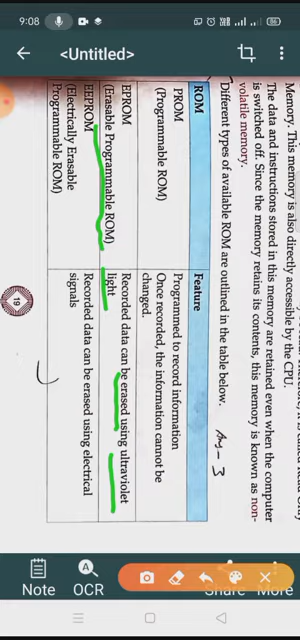 9:08
<Untitled>
Memory. This memory is also directly accessible by the CPU.
The data and instructions stored in this memory are retained even when the computer
is switched off. Since the memory retains its contents, this memory is known as non-
volatile memory.
Different types of available ROM are outlined in the table below.
Ans - 3
ROM
Feature
PROM
(Programmable ROM)
Programmed to record information
Once recorded, the information cannot be
changed.
EPROM
(Erasable Programmable ROM)
Recorded data can be erased using ultraviolet
light
EEPROM
(Electrically Erasable
Programmable ROM)
Recorded data can be erased using electrical
signals
19
Note
OCR
Share
More